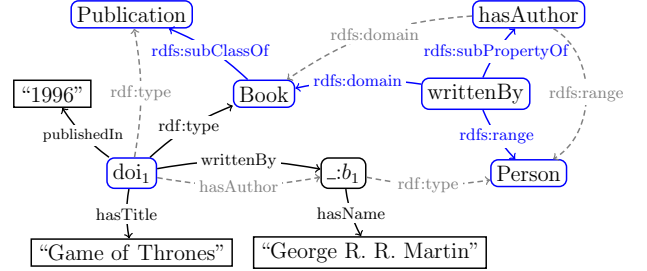 Publication
hasAuthor
rdfs:domain
rdfs:subClassOf
rdfs:subPropertyOf
rdfs:domain
“1996”
rdf:type
Book
writtenBy
rdfs:range
publishedIn
rdf:type
rdfs:range
writtenBy
doi₁
_:b₁
Person
hasAuthor
rdf:type
hasTitle
hasName
“Game of Thrones”
“George R. R. Martin”